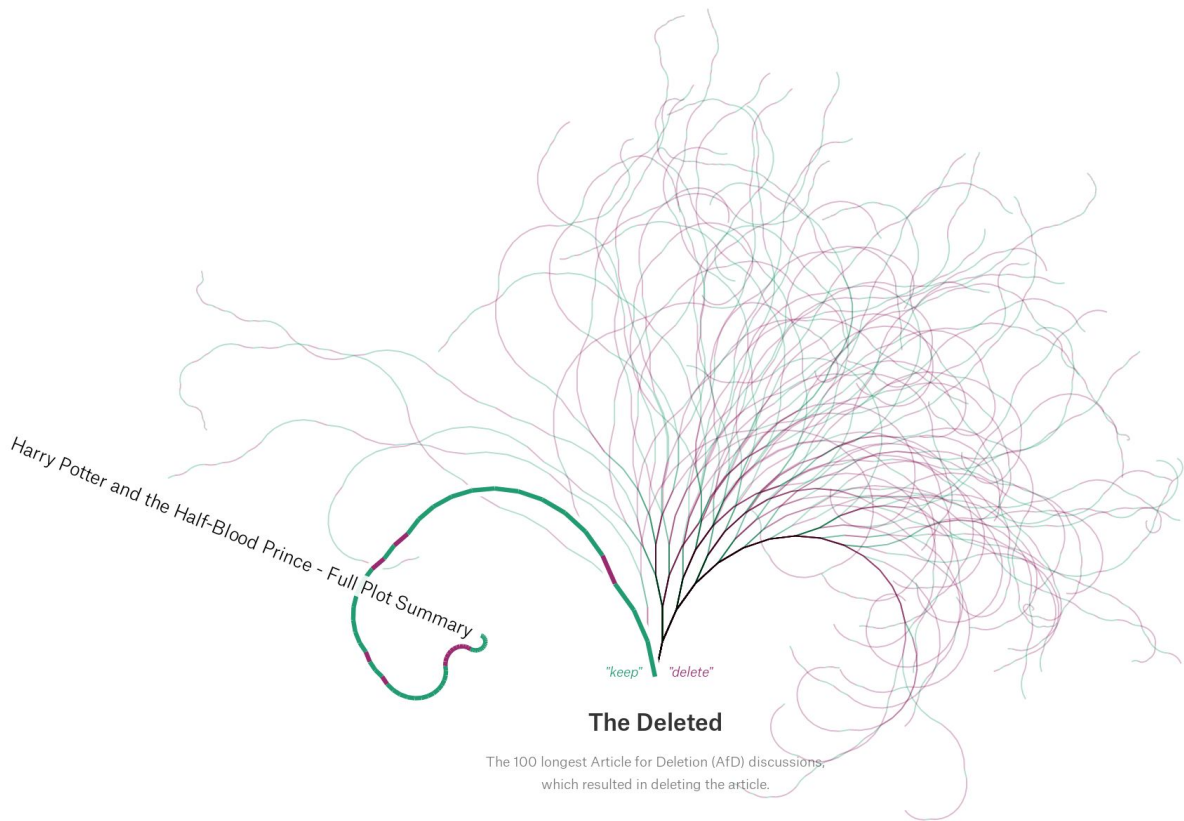 Harry Potter and the Half-Blood Prince - Full Plot Summary
"keep" "delete"
The Deleted
The 100 longest Article for Deletion (AfD) discussions,
which resulted in deleting the article.